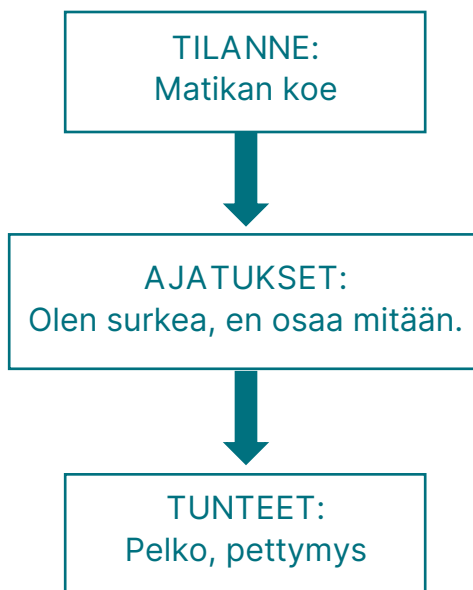 TILANNE:
Matikan koe
AJATUKSET:
Olen surkea, en osaa mitään.
TUNTEET:
Pelko, pettymys